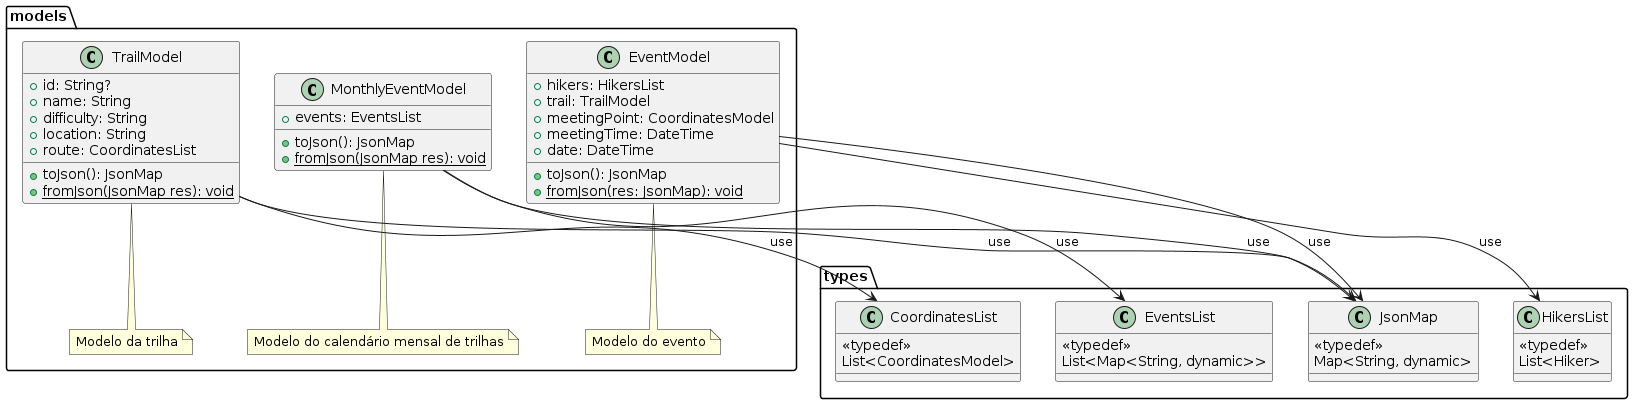 models
C TrailModel
id: String?
name: String
difficulty: String
location: String
route: CoordinatesList
toJson(): JsonMap
fromJson(JsonMap res): void
C MonthlyEventModel
events: EventsList
toJson(): JsonMap
fromJson(JsonMap res): void
C EventModel
hikers: HikersList
trail: TrailModel
meetingPoint: CoordinatesModel
meetingTime: DateTime
date: DateTime
toJson(): JsonMap
fromJson(res: JsonMap): void
use
use
use
use
use
use
Modelo da trilha
Modelo do calendário mensal de trilhas
Modelo do evento
types
C CoordinatesList
«typedef»
List<CoordinatesModel>
C EventsList
«typedef»
List<Map<String, dynamic>>
C JsonMap
«typedef»
Map<String, dynamic>
C HikersList
«typedef»
List<Hiker>